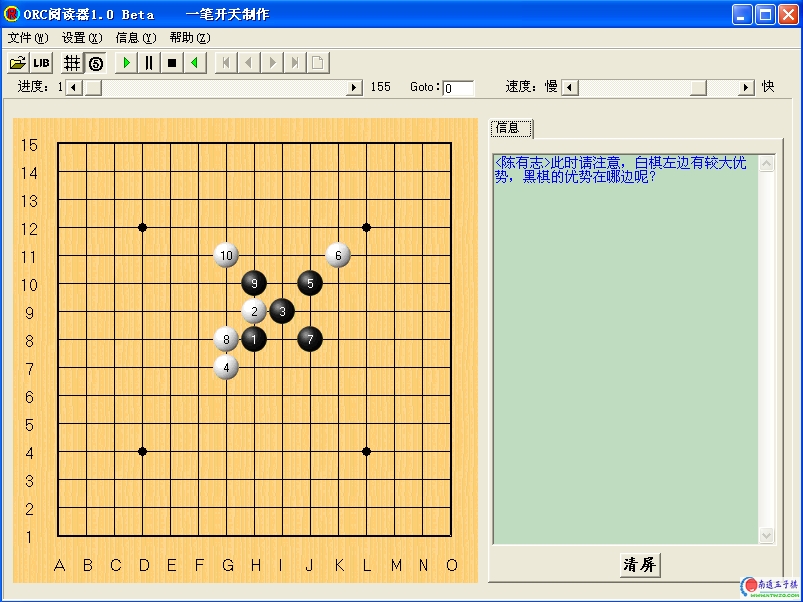 ORC阅读器1.0 Beta 一笔开天制作
文件(W) 设置(X) 信息(Y) 帮助(Z)
LIB 5
进度: 1 155 Goto: 0 速度: 慢 快
信息
<陈有志>此时请注意，白棋左边有较大优
势，黑棋的优势在哪边呢？
15
14
13
12
11 10 6
10 9 5
9 2 3
8 8 1 7
7 4
6
5
4
3
2
1
A B C D E F G H I J K L M N O
清屏
南通五子棋